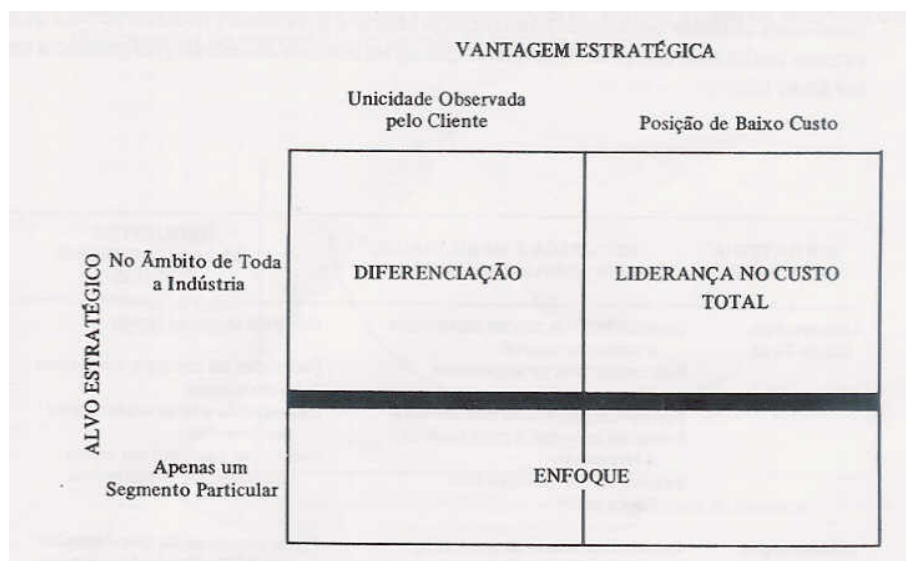 VANTAGEM ESTRATÉGICA
Unicidade Observada
pelo Cliente
Posição de Baixo Custo
ALVO ESTRATÉGICO
No Âmbito de Toda
a Indústria
DIFERENCIAÇÃO
LIDERANÇA NO CUSTO
TOTAL
Apenas um
Segmento Particular
ENFOQUE